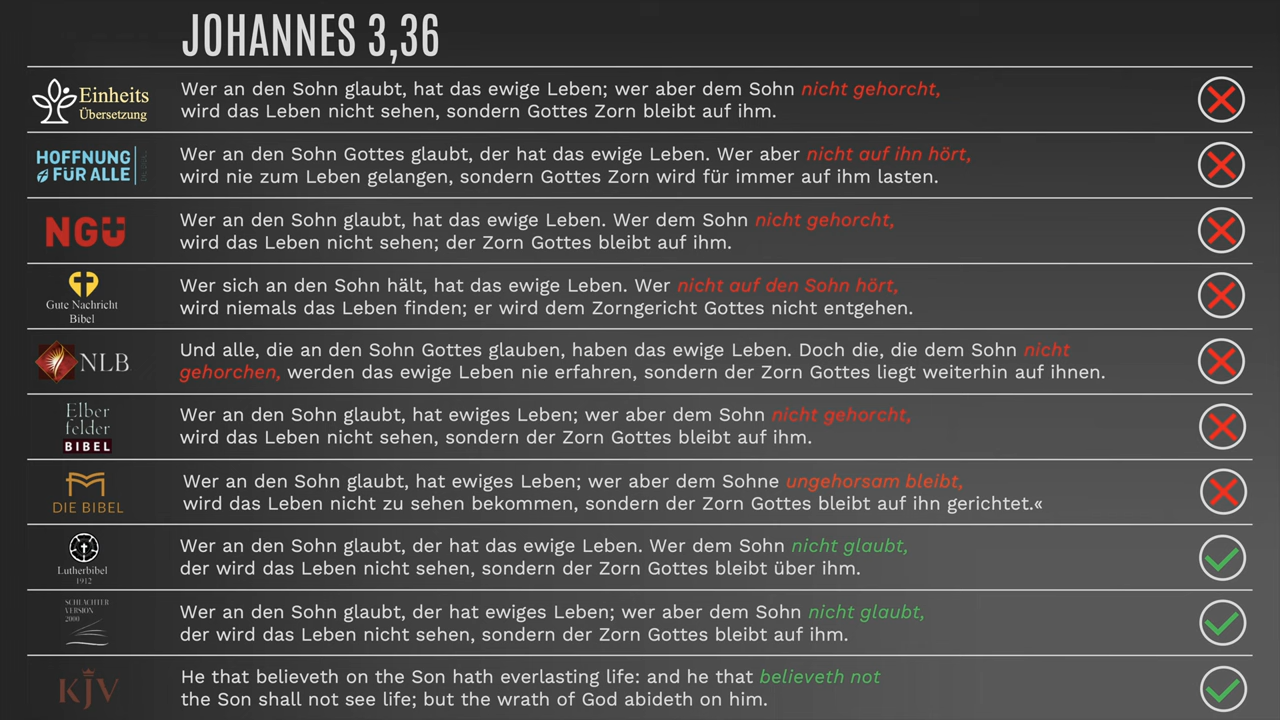 JOHANNES 3,36
Einheits
Übersetzung
Wer an den Sohn glaubt, hat das ewige Leben; wer aber dem Sohn nicht gehorcht,
wird das Leben nicht sehen, sondern Gottes Zorn bleibt auf ihm.
HOFFNUNG
FÜR ALLE
Wer an den Sohn Gottes glaubt, der hat das ewige Leben. Wer aber nicht auf ihn hört,
wird nie zum Leben gelangen, sondern Gottes Zorn wird für immer auf ihm lasten.
NGÜ
Wer an den Sohn glaubt, hat das ewige Leben. Wer dem Sohn nicht gehorcht,
wird das Leben nicht sehen; der Zorn Gottes bleibt auf ihm.
Gute Nachricht
Bibel
Wer sich an den Sohn hält, hat das ewige Leben. Wer nicht auf den Sohn hört,
wird niemals das Leben finden; er wird dem Zorngericht Gottes nicht entgehen.
NLB
Und alle, die an den Sohn Gottes glauben, haben das ewige Leben. Doch die, die dem Sohn nicht
gehorchen, werden das ewige Leben nie erfahren, sondern der Zorn Gottes liegt weiterhin auf ihnen.
Elber
felder
BIBEL
Wer an den Sohn glaubt, hat ewiges Leben; wer aber dem Sohn nicht gehorcht,
wird das Leben nicht sehen, sondern der Zorn Gottes bleibt auf ihm.
DIE BIBEL
Wer an den Sohn glaubt, hat ewiges Leben; wer aber dem Sohne ungehorsam bleibt,
wird das Leben nicht zu sehen bekommen, sondern der Zorn Gottes bleibt auf ihn gerichtet.«
Lutherbibel
1912
Wer an den Sohn glaubt, der hat das ewige Leben. Wer dem Sohn nicht glaubt,
der wird das Leben nicht sehen, sondern der Zorn Gottes bleibt über ihm.
SCHLACHTER
VERSION
2000
Wer an den Sohn glaubt, der hat ewiges Leben; wer aber dem Sohn nicht glaubt,
der wird das Leben nicht sehen, sondern der Zorn Gottes bleibt auf ihm.
KJV
He that believeth on the Son hath everlasting life: and he that believeth not
the Son shall not see life; but the wrath of God abideth on him.